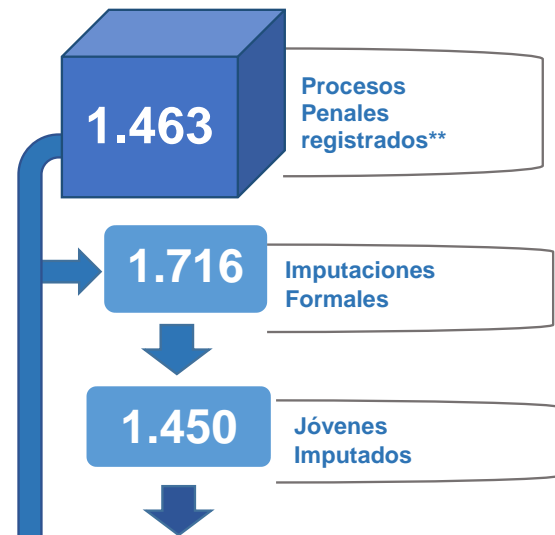 1.463
Procesos
Penales
registrados**
1.716
Imputaciones
Formales
1.450
Jóvenes
Imputados